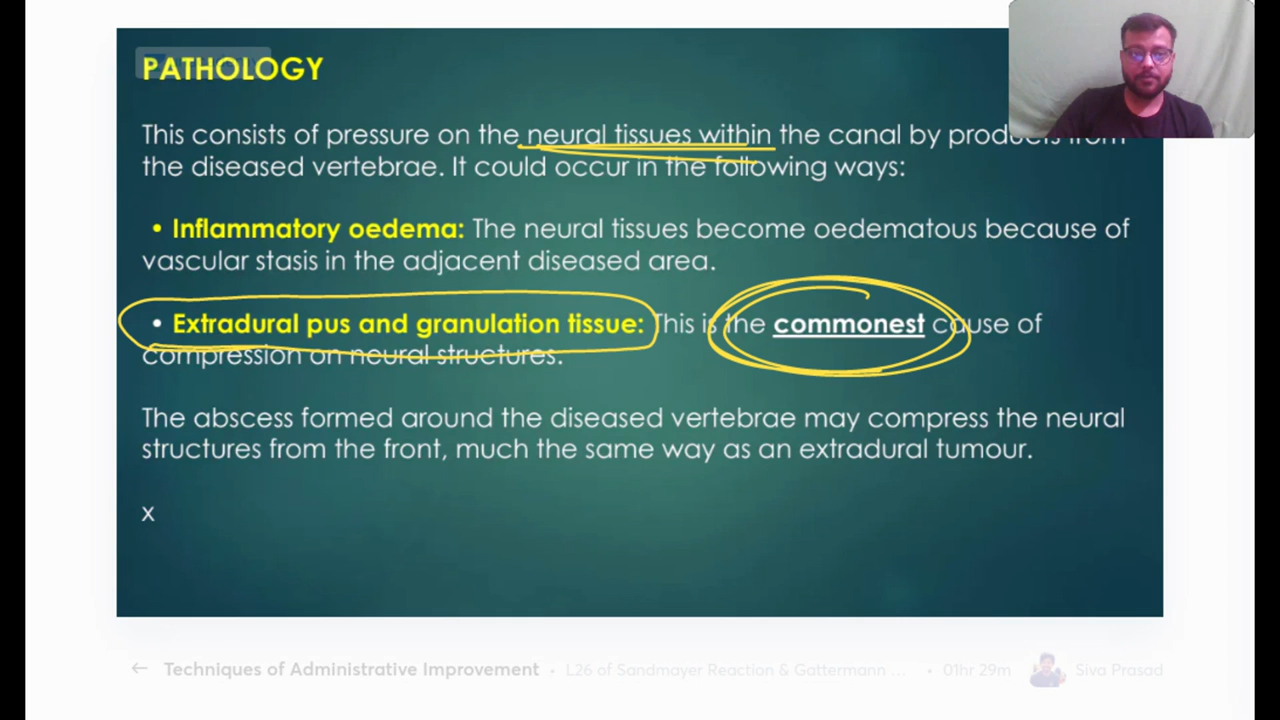 PATHOLOGY
This consists of pressure on the neural tissues within the canal by products from
the diseased vertebrae. It could occur in the following ways:
• Inflammatory oedema: The neural tissues become oedematous because of
vascular stasis in the adjacent diseased area.
• Extradural pus and granulation tissue: This is the commonest cause of
compression on neural structures.
The abscess formed around the diseased vertebrae may compress the neural
structures from the front, much the same way as an extradural tumour.
x
← Techniques of Administrative Improvement • L26 of Sandmayer Reaction & Gattermann ... • 01hr 29m Siva Prasad